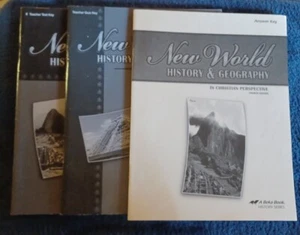 Teacher Test Key
New
HISTO
Teacher Quiz Key
New W
HISTORY
Answer Key
New World
HISTORY & GEOGRAPHY
IN CHRISTIAN PERSPECTIVE
A Beka Book